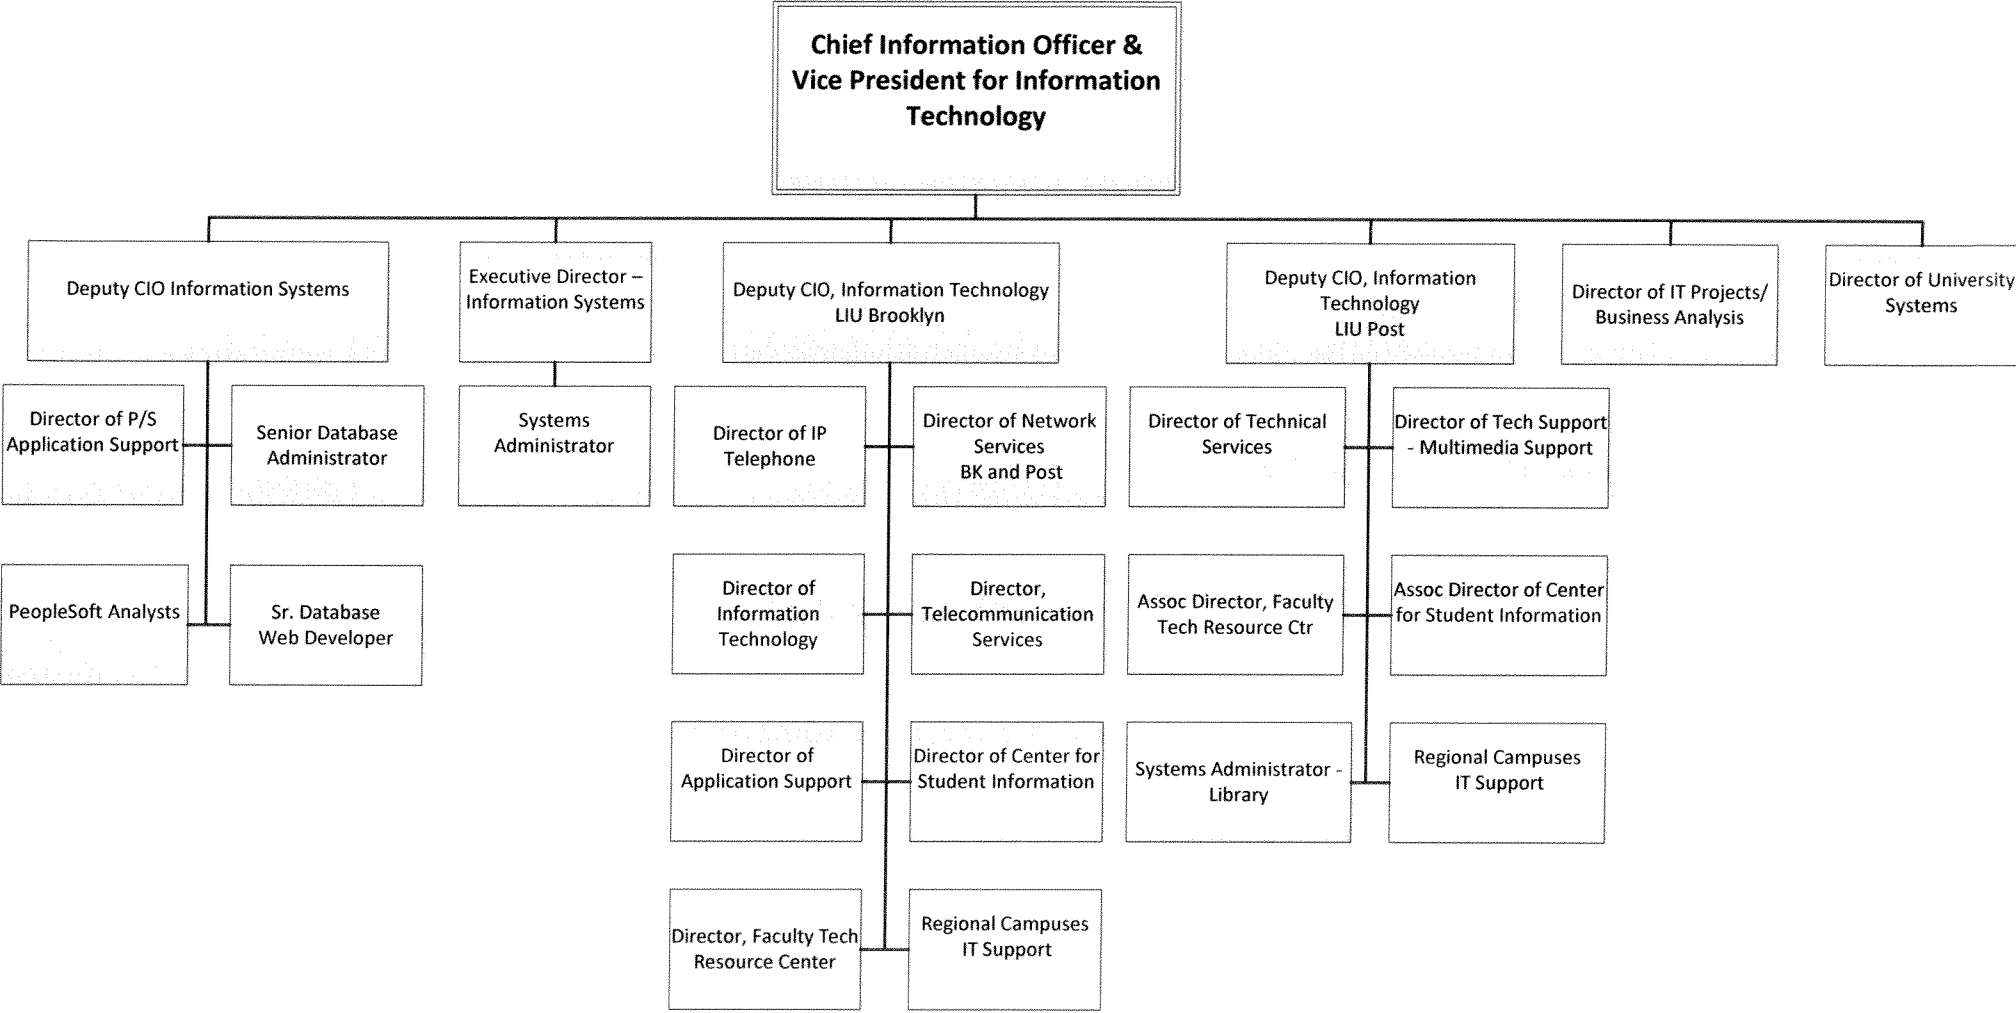 Chief Information Officer &
Vice President for Information
Technology
Deputy CIO Information Systems
Executive Director –
Information Systems
Deputy CIO, Information Technology
LIU Brooklyn
Deputy CIO, Information
Technology
LIU Post
Director of IT Projects/
Business Analysis
Director of University
Systems
Director of P/S
Application Support
Senior Database
Administrator
Systems
Administrator
Director of IP
Telephone
Director of Network
Services
BK and Post
Director of Technical
Services
Director of Tech Support
- Multimedia Support
PeopleSoft Analysts
Sr. Database
Web Developer
Director of
Information
Technology
Director,
Telecommunication
Services
Assoc Director, Faculty
Tech Resource Ctr
Assoc Director of Center
for Student Information
Director of
Application Support
Director of Center for
Student Information
Systems Administrator -
Library
Regional Campuses
IT Support
Director, Faculty Tech
Resource Center
Regional Campuses
IT Support